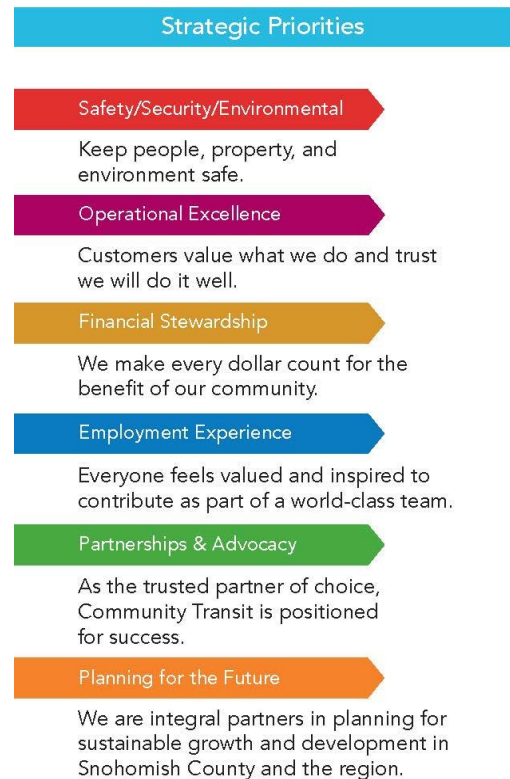 Strategic Priorities
Safety/Security/Environmental
Keep people, property, and
environment safe.
Operational Excellence
Customers value what we do and trust
we will do it well.
Financial Stewardship
We make every dollar count for the
benefit of our community.
Employment Experience
Everyone feels valued and inspired to
contribute as part of a world-class team.
Partnerships & Advocacy
As the trusted partner of choice,
Community Transit is positioned
for success.
Planning for the Future
We are integral partners in planning for
sustainable growth and development in
Snohomish County and the region.